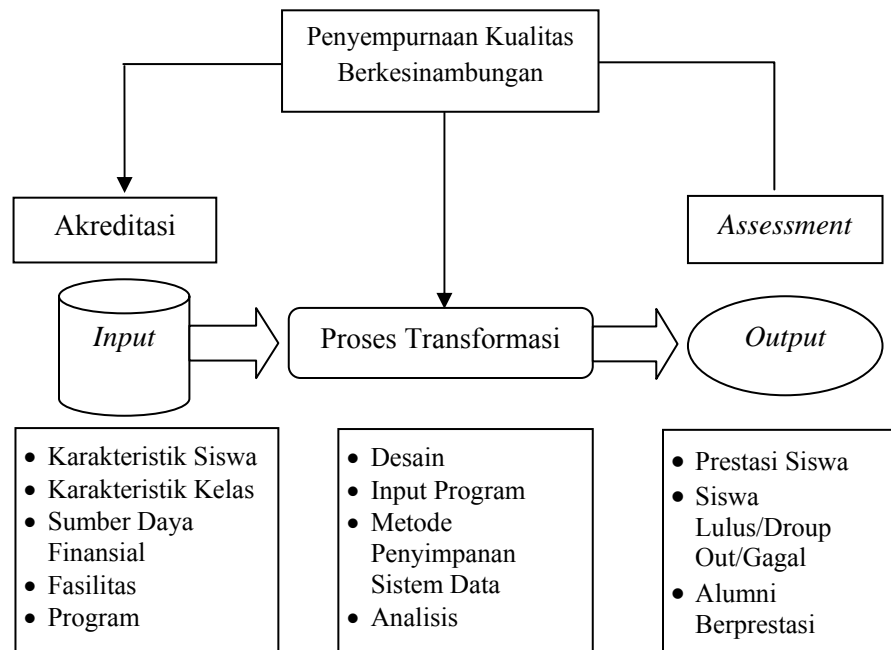 Penyempurnaan Kualitas
Berkesinambungan
Akreditasi
Assessment
Input
Proses Transformasi
Output
• Karakteristik Siswa
• Karakteristik Kelas
• Sumber Daya
Finansial
• Fasilitas
• Program
• Desain
• Input Program
• Metode
Penyimpanan
Sistem Data
• Analisis
• Prestasi Siswa
• Siswa
Lulus/Droup
Out/Gagal
• Alumni
Berprestasi